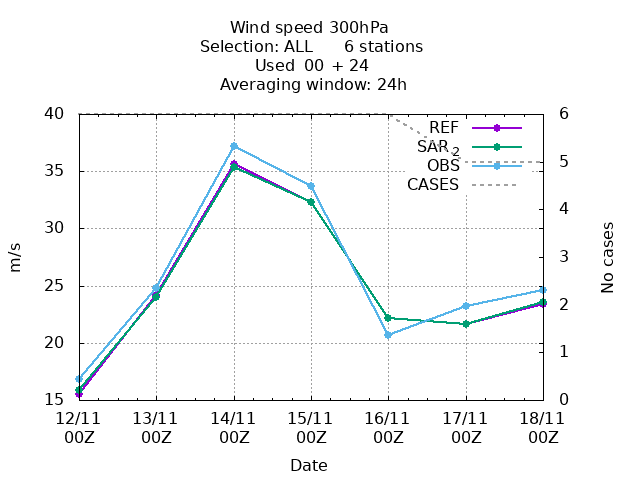 Wind speed 300hPa
Selection: ALL 6 stations
Used 00 + 24
Averaging window: 24h
40 6
REF
SAR 2
5
35 OBS
CASES
4
30
3
25
2
20
1
15 0
m/s
No cases
12/11 13/11 14/11 15/11 16/11 17/11 18/11
00Z 00Z 00Z 00Z 00Z 00Z 00Z
Date